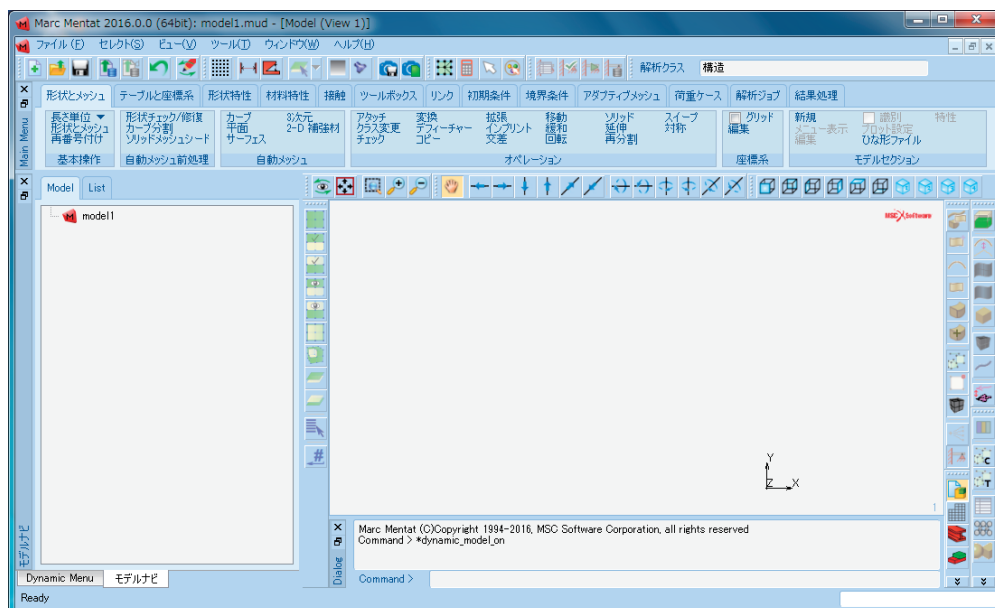 Marc Mentat 2016.0.0 (64bit): model1.mud - [Model (View 1)]
ファイル(F) セレクト(S) ビュー(V) ツール(T) ウィンドウ(W) ヘルプ(H)
解析クラス 構造
形状とメッシュ テーブルと座標系 形状特性 材料特性 接触 ツールボックス リンク 初期条件 境界条件 アダプティブメッシュ 荷重ケース 解析ジョブ 結果処理
Main Menu
長さ単位 形状チェック/修復 カーブ 3次元 アタッチ 変換 拡張 移動 ソリッド スイープ グリッド 新規 識別 特性
形状とメッシュ カーブ分割 平面 2-D 補強材 クラス変更 デフィーチャー インプリント 緩和 延伸 対称 編集 メニュー表示 プロット設定
再番号付け ソリッドメッシュシード サーフェス チェック コピー 交差 回転 再分割 編集 ひな形ファイル
基本操作 自動メッシュ前処理 自動メッシュ オペレーション 座標系 モデルセクション
Model List
model1
MSC Software
Y
Z X
1
モデルナビ
Marc Mentat (C)Copyright 1994-2016, MSC Software Corporation, all rights reserved
Command > *dynamic_model_on
Dialog
Command >
Dynamic Menu モデルナビ
Ready